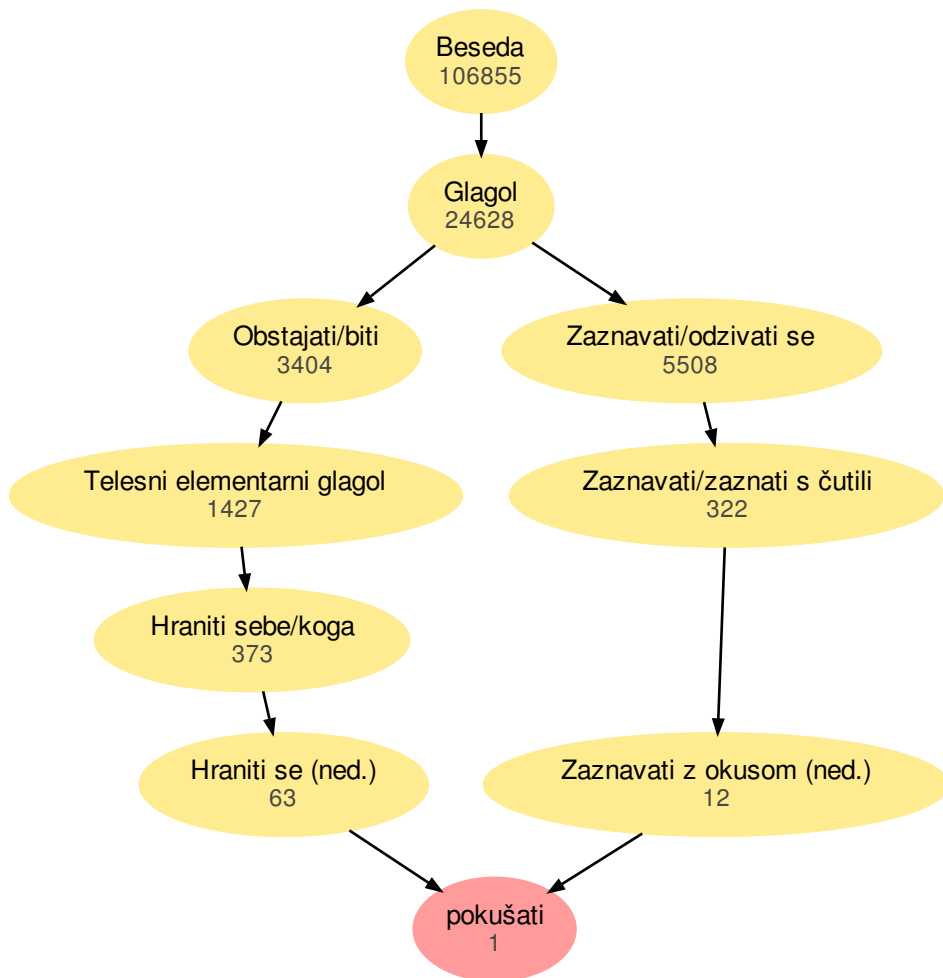 Beseda
106855
Glagol
24628
Obstajati/biti
3404
Zaznavati/odzivati se
5508
Telesni elementarni glagol
1427
Zaznavati/zaznati s čutili
322
Hraniti sebe/koga
373
Hraniti se (ned.)
63
Zaznavati z okusom (ned.)
12
pokušati
1